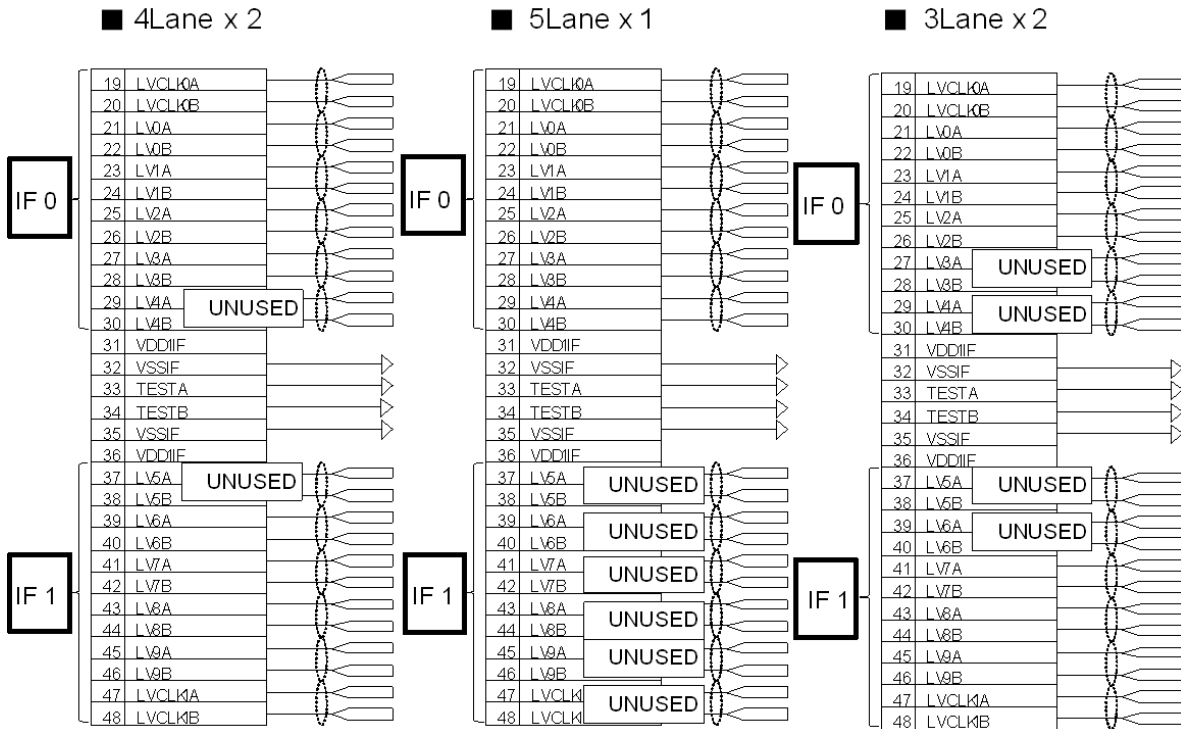 ■ 4Lane x 2
IF 0
19 LVCLK0A
20 LVCLK0B
21 LV0A
22 LV0B
23 LV1A
24 LV1B
25 LV2A
26 LV2B
27 LV3A
28 LV3B
29 LV4A
UNUSED
30 LV4B
31 VDD1IF
32 VSSIF
33 TESTA
34 TESTB
35 VSSIF
36 VDD1IF
IF 1
37 LV5A
UNUSED
38 LV5B
39 LV6A
40 LV6B
41 LV7A
42 LV7B
43 LV8A
44 LV8B
45 LV9A
46 LV9B
47 LVCLK1A
48 LVCLK1B
■ 5Lane x 1
IF 0
19 LVCLK0A
20 LVCLK0B
21 LV0A
22 LV0B
23 LV1A
24 LV1B
25 LV2A
26 LV2B
27 LV3A
28 LV3B
29 LV4A
30 LV4B
31 VDD1IF
32 VSSIF
33 TESTA
34 TESTB
35 VSSIF
36 VDD1IF
IF 1
37 LV5A
UNUSED
38 LV5B
39 LV6A
UNUSED
40 LV6B
41 LV7A
UNUSED
42 LV7B
43 LV8A
UNUSED
44 LV8B
45 LV9A
UNUSED
46 LV9B
47 LVCLK
UNUSED
48 LVCLK
■ 3Lane x 2
IF 0
19 LVCLK0A
20 LVCLK0B
21 LV0A
22 LV0B
23 LV1A
24 LV1B
25 LV2A
26 LV2B
27 LV3A
UNUSED
28 LV3B
29 LV4A
UNUSED
30 LV4B
31 VDD1IF
32 VSSIF
33 TESTA
34 TESTB
35 VSSIF
36 VDD1IF
IF 1
37 LV5A
UNUSED
38 LV5B
39 LV6A
UNUSED
40 LV6B
41 LV7A
42 LV7B
43 LV8A
44 LV8B
45 LV9A
46 LV9B
47 LVCLK1A
48 LVCLK1B